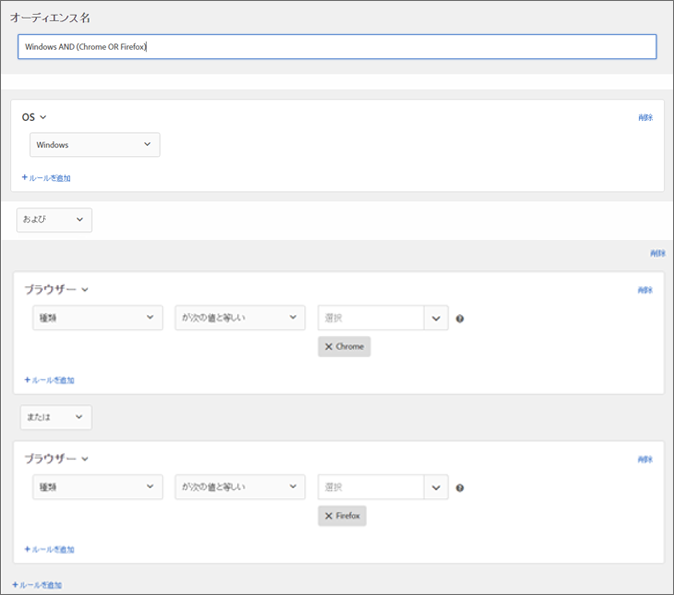 オーディエンス名
Windows AND (Chrome OR Firefox)
OS
削除
Windows
+ルールを追加
および
削除
ブラウザー
削除
種類 が次の値と等しい 選択
× Chrome
+ルールを追加
または
ブラウザー
削除
種類 が次の値と等しい 選択
× Firefox
+ルールを追加
+ルールを追加